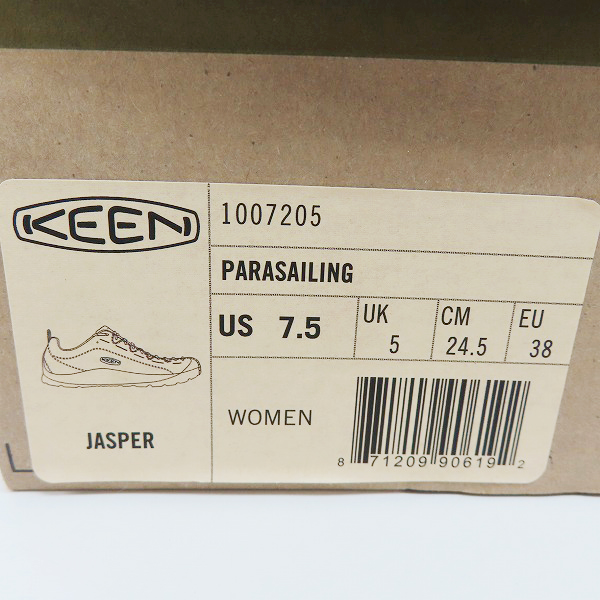 KEEN
1007205
PARASAILING
US 7.5
UK 5
CM 24.5
EU 38
KEEN
JASPER
WOMEN
8 71209 90619 2